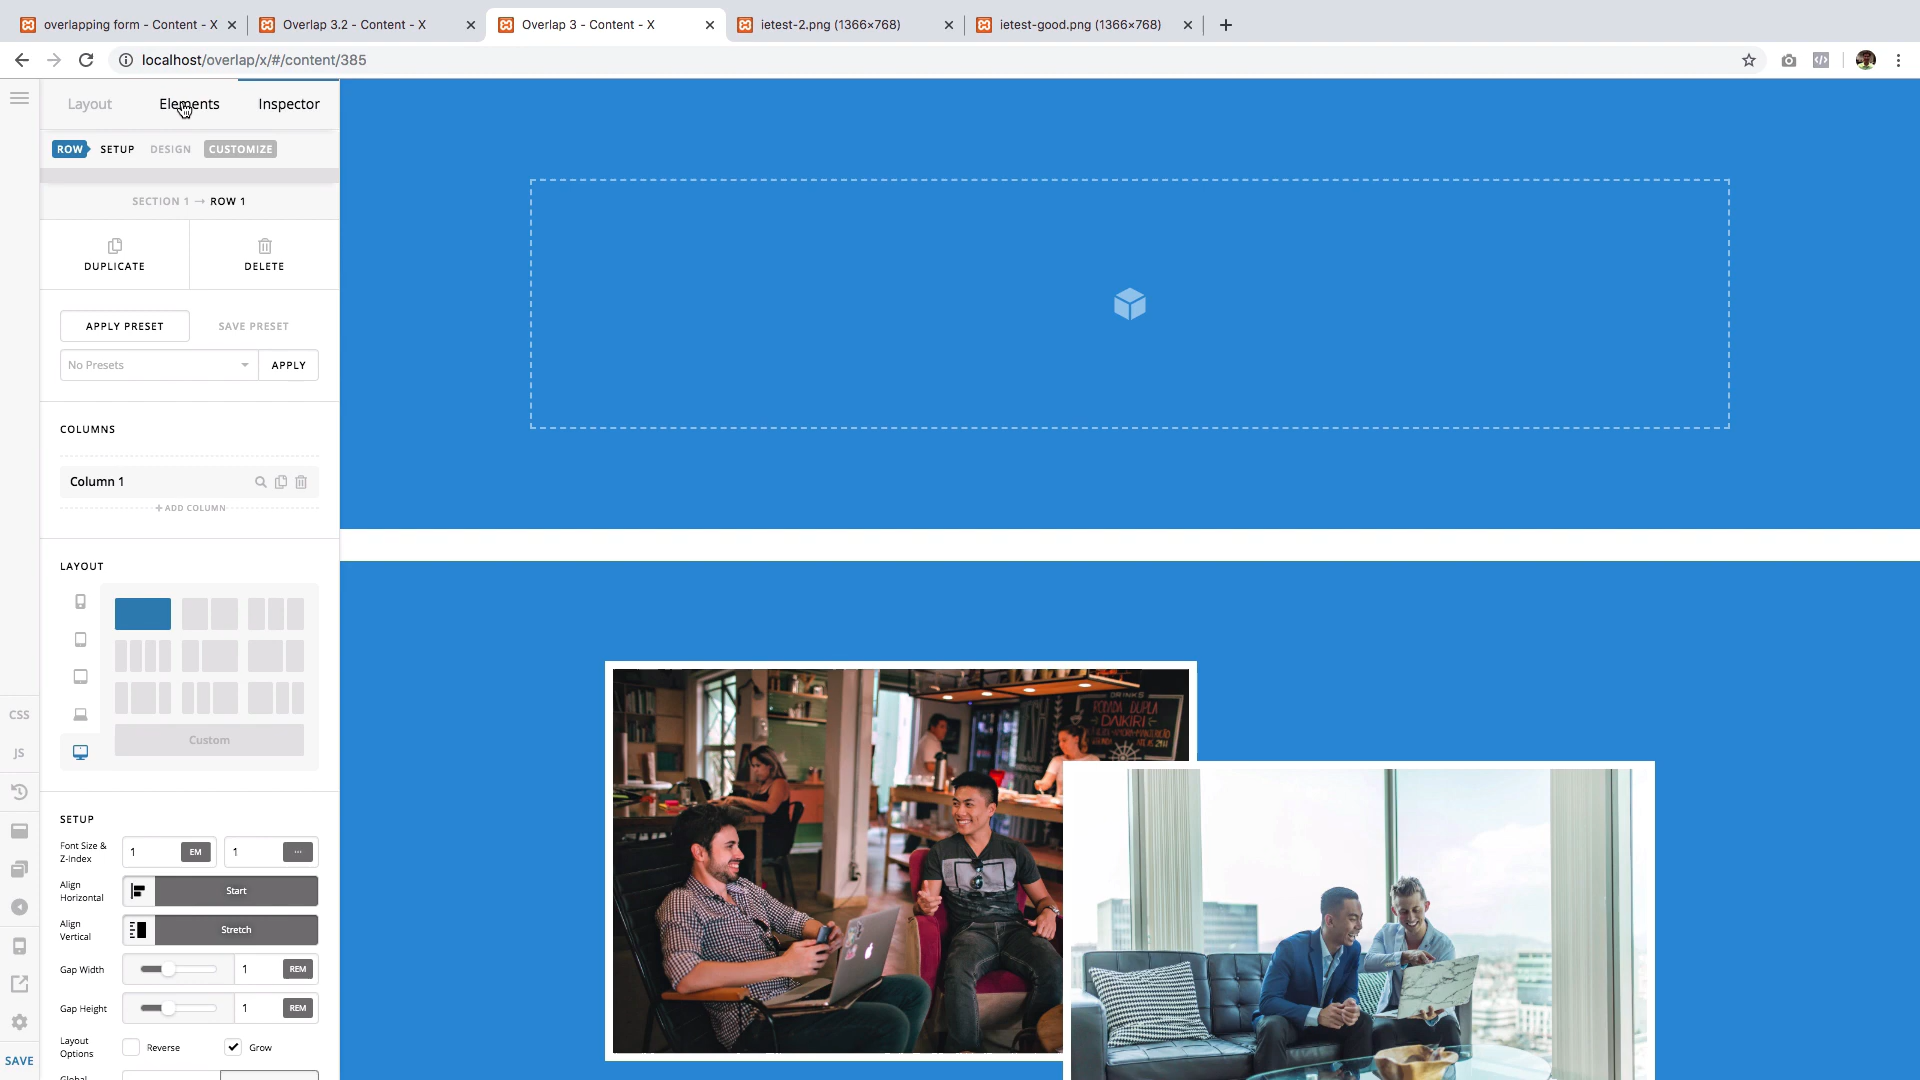 overlapping form - Content - X
Overlap 3.2 - Content - X
Overlap 3 - Content - X
ietest-2.png (1366×768)
ietest-good.png (1366×768)
localhost/overlap/x/#/content/385
Layout
Elements
Inspector
ROW
SETUP
DESIGN
CUSTOMIZE
SECTION 1 → ROW 1
DUPLICATE
DELETE
APPLY PRESET
SAVE PRESET
No Presets
APPLY
COLUMNS
Column 1
+ ADD COLUMN
LAYOUT
Custom
CSS
JS
SETUP
Font Size &
Z-Index
1
EM
1
...
Align
Horizontal
Start
Align
Vertical
Stretch
Gap Width
1
REM
Gap Height
1
REM
Layout
Options
Reverse
Grow
Global
SAVE
DRINKS
DUPLA
DAIKIRI